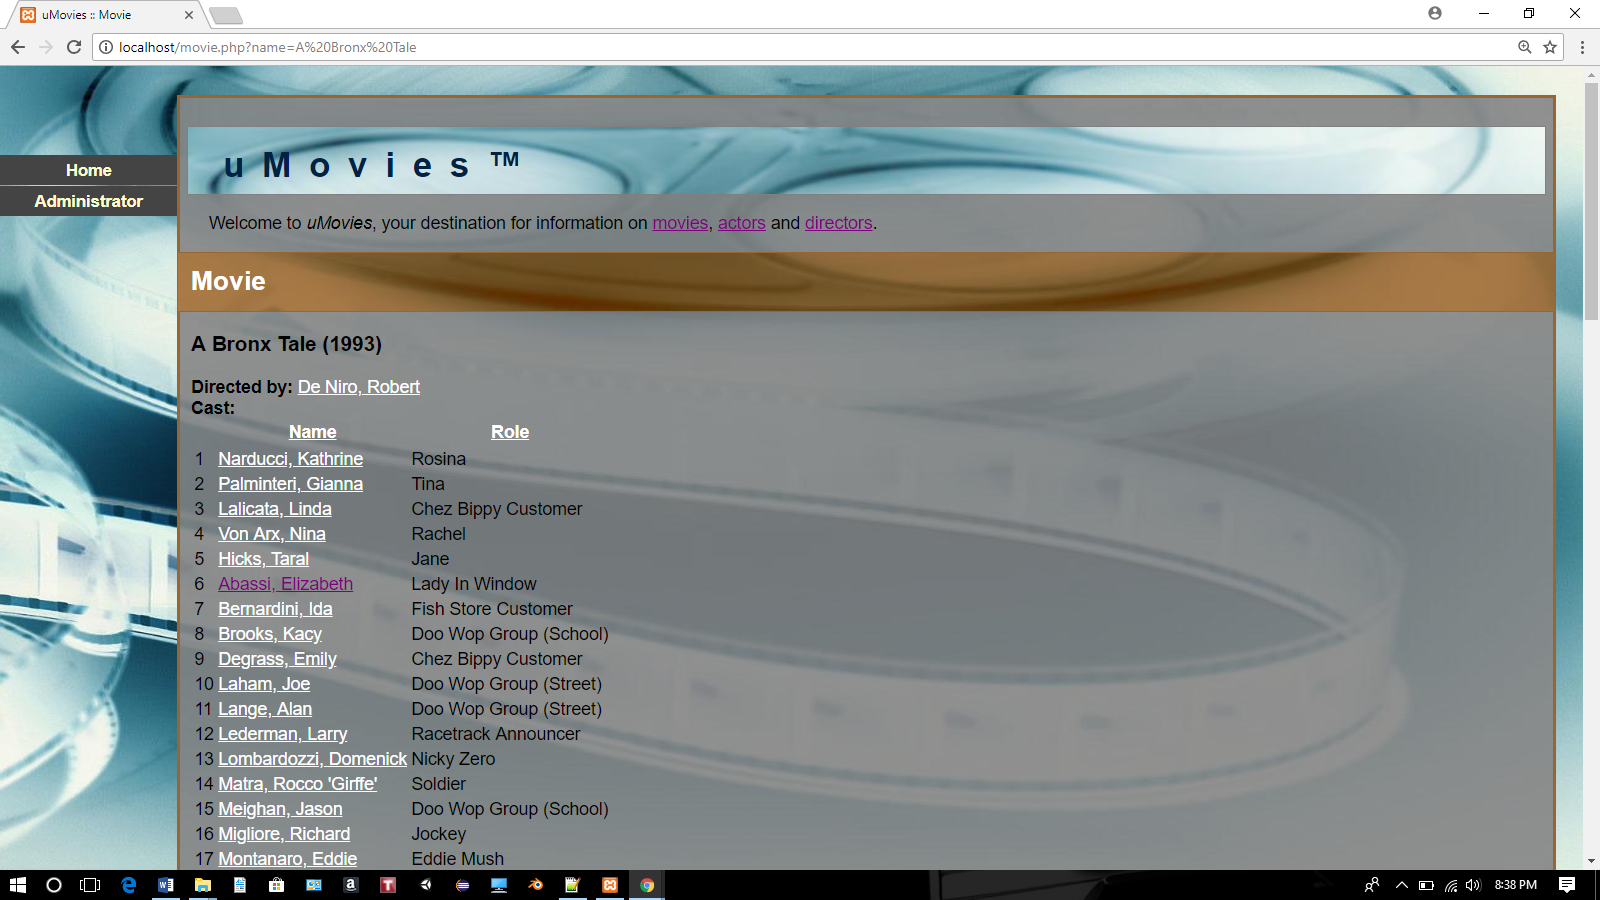 uMovies :: Movie
localhost/movie.php?name=A%20Bronx%20Tale
Home
Administrator
uMovies™
Welcome to uMovies, your destination for information on movies, actors and directors.
Movie
A Bronx Tale (1993)
Directed by: De Niro, Robert
Cast:
Name Role
1 Narducci, Kathrine Rosina
2 Palminteri, Gianna Tina
3 Lalicata, Linda Chez Bippy Customer
4 Von Arx, Nina Rachel
5 Hicks, Taral Jane
6 Abassi, Elizabeth Lady In Window
7 Bernardini, Ida Fish Store Customer
8 Brooks, Kacy Doo Wop Group (School)
9 Degrass, Emily Chez Bippy Customer
10 Laham, Joe Doo Wop Group (Street)
11 Lange, Alan Doo Wop Group (Street)
12 Lederman, Larry Racetrack Announcer
13 Lombardozzi, Domenick Nicky Zero
14 Matra, Rocco 'Girffe' Soldier
15 Meighan, Jason Doo Wop Group (School)
16 Migliore, Richard Jockey
17 Montanaro, Eddie Eddie Mush
8:38 PM